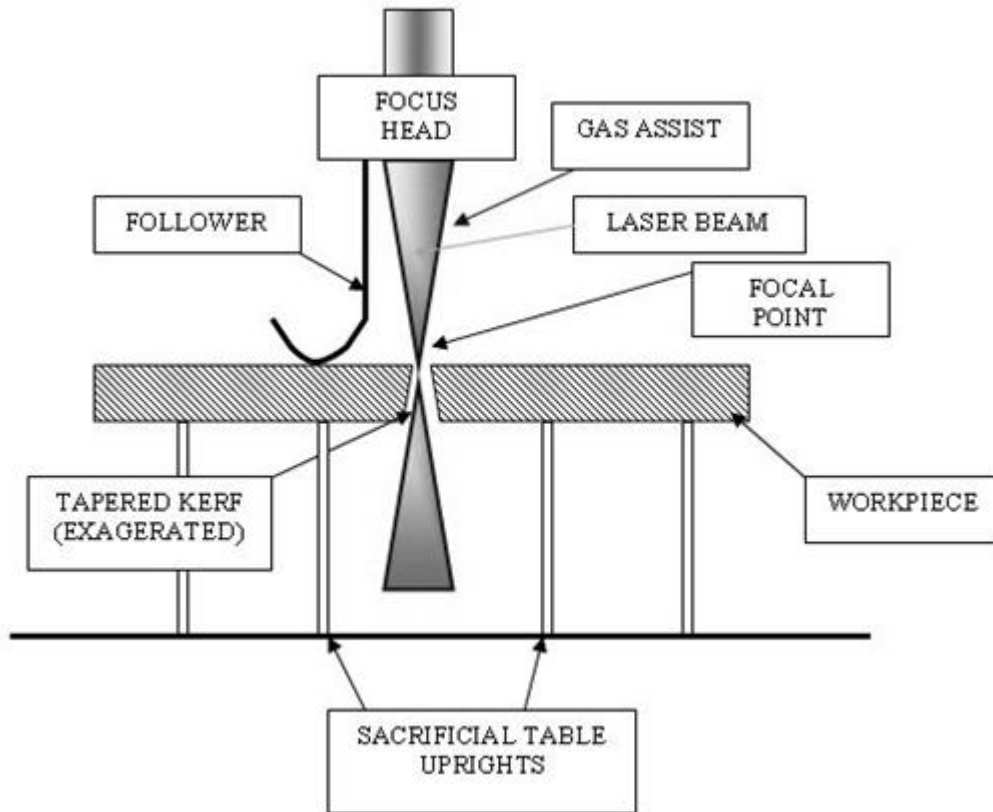 FOCUS
HEAD
GAS ASSIST
FOLLOWER
LASER BEAM
FOCAL
POINT
TAPERED KERF
(EXAGERATED)
WORKPIECE
SACRIFICIAL TABLE
UPRIGHTS